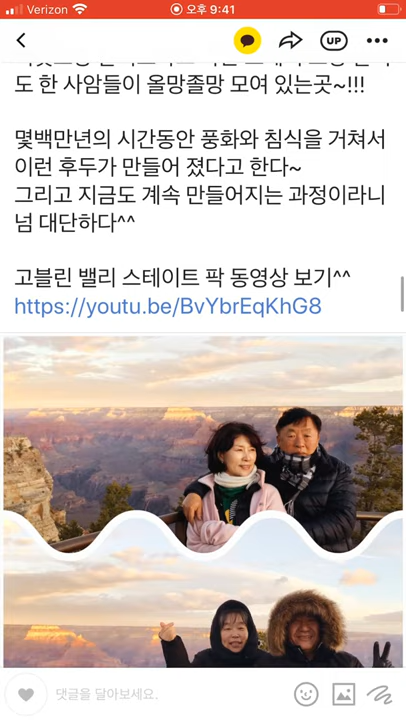 Verizon 오후 9:41
UP
도 한 사암들이 올망졸망 모여 있는곳~!!!
몇백만년의 시간동안 풍화와 침식을 거쳐서
이런 후두가 만들어 졌다고 한다~
그리고 지금도 계속 만들어지는 과정이라니
넘 대단하다^^
고블린 밸리 스테이트 팍 동영상 보기^^
https://youtu.be/BvYbrEqKhG8
댓글을 달아보세요.